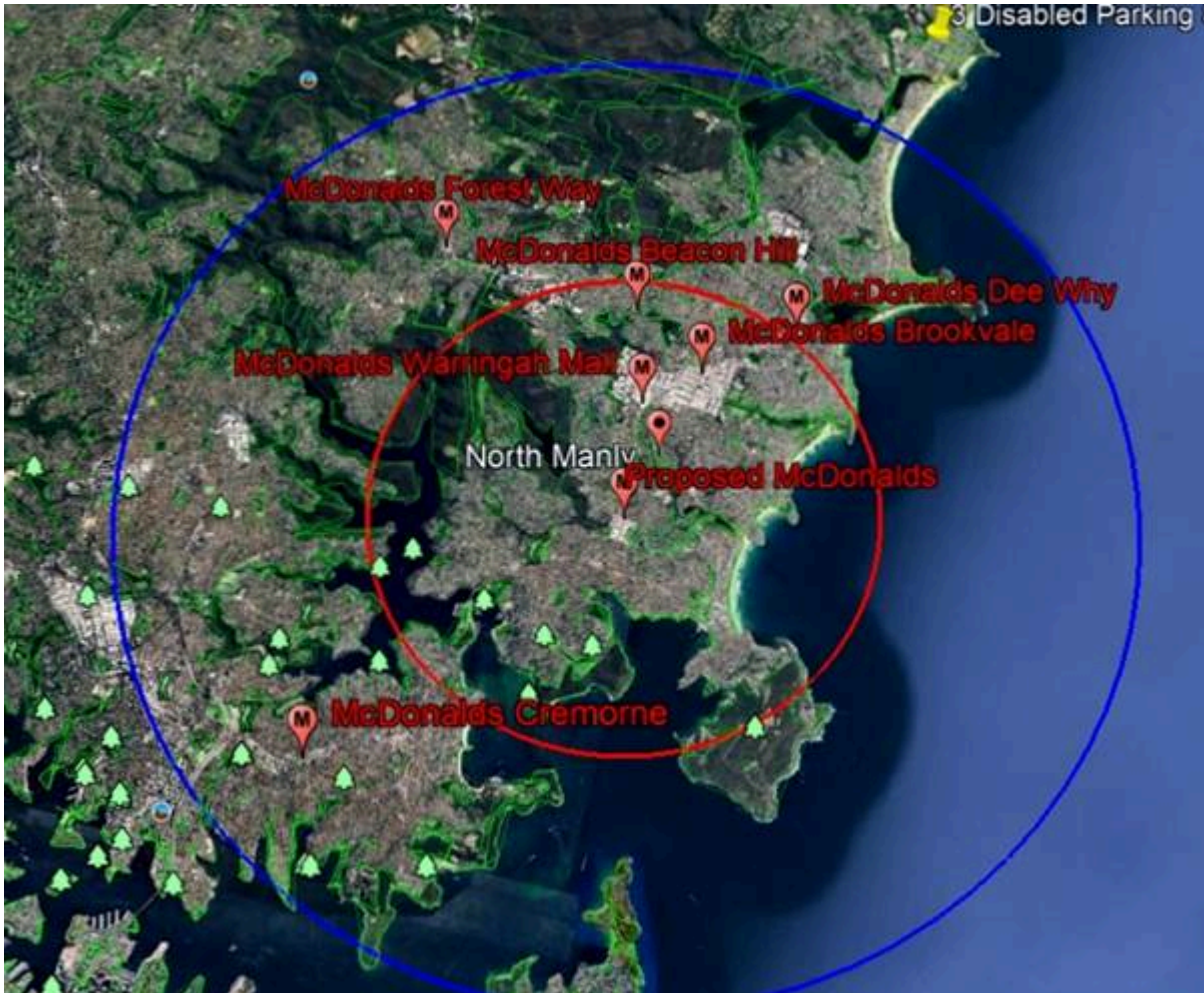 3 Disabled Parking
McDonalds Forest Way
McDonalds Beacon Hill
McDonalds Dee Why
McDonalds Brookvale
McDonalds Warringah Mall
North Manly
Proposed McDonalds
McDonalds Cremorne